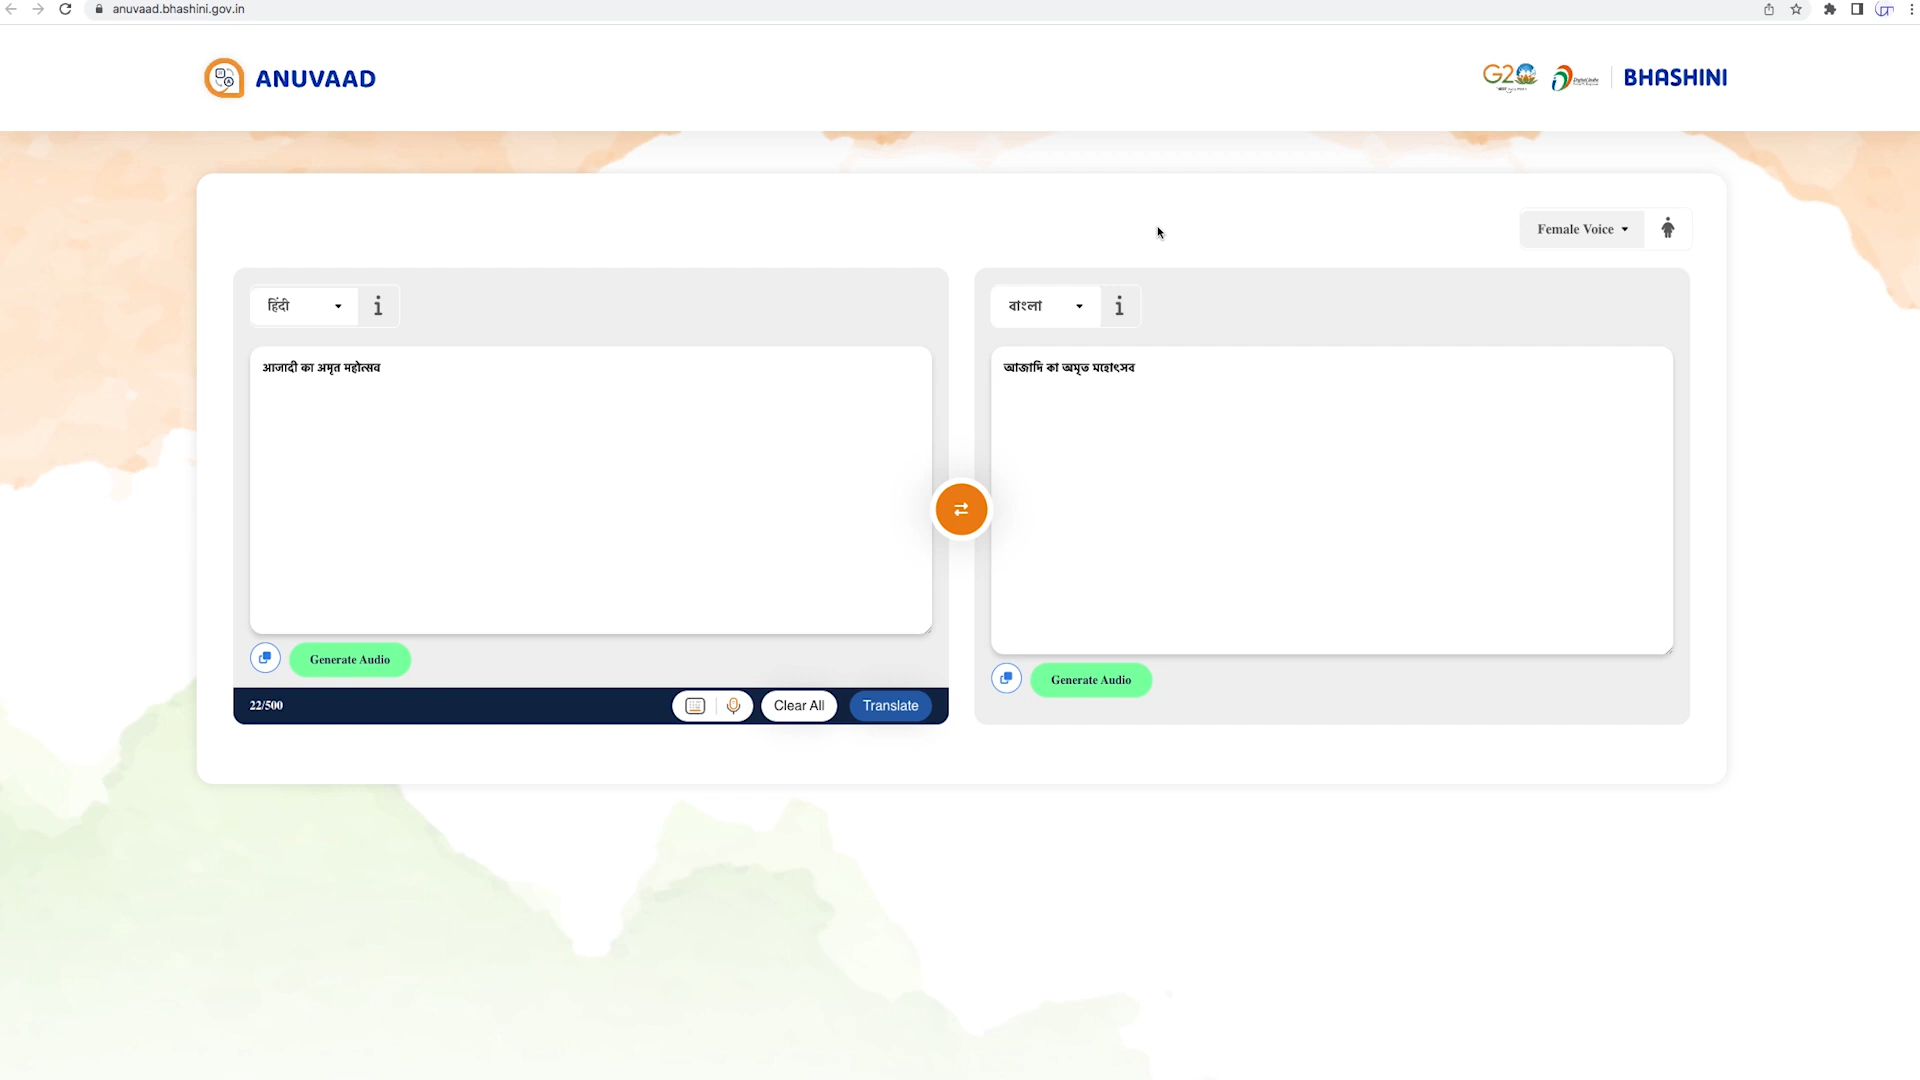 anuvaad.bhashini.gov.in
ANUVAAD
G20
BHASHINI
Female Voice
हिंदी
বাংলা
आजादी का अमृत महोत्सव
আজাদি কা অমৃত মহোৎসব
Generate Audio
Generate Audio
22/500
Clear All
Translate